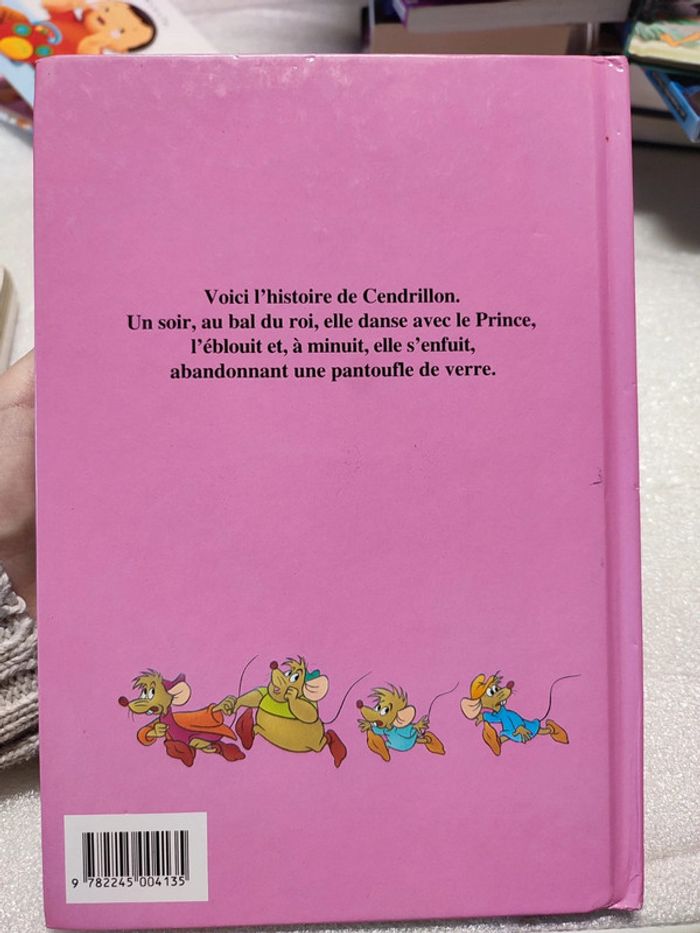 Voici l'histoire de Cendrillon.
Un soir, au bal du roi, elle danse avec le Prince,
l'éblouit et, à minuit, elle s'enfuit,
abandonnant une pantoufle de verre.
9 782245 004135